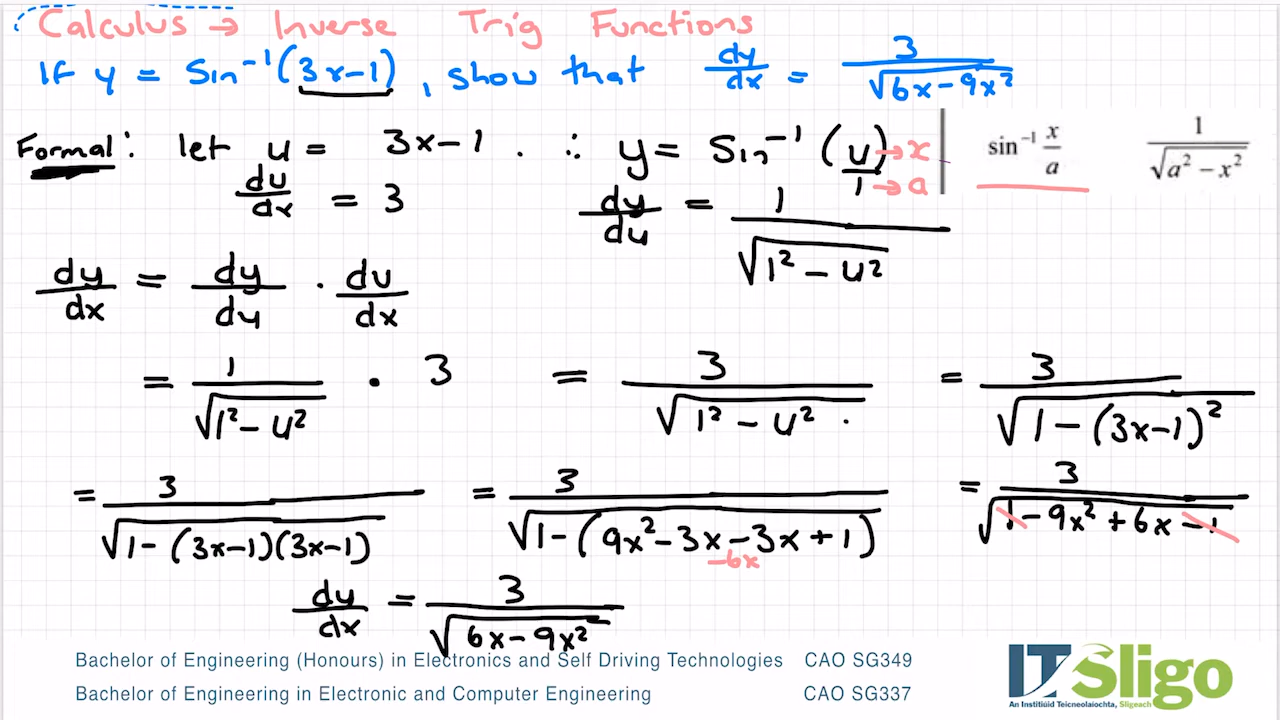 Calculus → Inverse Trig Functions
If y = Sin⁻¹(3x-1), show that dy/dx = 3/√(6x-9x²)
Formal: let u = 3x-1 . ∴ y = Sin⁻¹(u/1) → x → a
sin⁻¹ x/a 1/√(a² - x²)
du/dx = 3 dy/du = 1/√(1² - u²)
dy/dx = dy/du · du/dx
= 1/√(1² - u²) · 3 = 3/√(1² - u²) . = 3/√(1 - (3x-1)²)
= 3/√(1 - (3x-1)(3x-1)) = 3/√(1 - (9x² - 3x - 3x + 1)) = 3/√(1 - 9x² + 6x - 1)
-6x
dy/dx = 3/√(6x - 9x²)
Bachelor of Engineering (Honours) in Electronics and Self Driving Technologies CAO SG349
Bachelor of Engineering in Electronic and Computer Engineering CAO SG337
IT Sligo
An Institiúid Teicneolaíochta, Sligeach